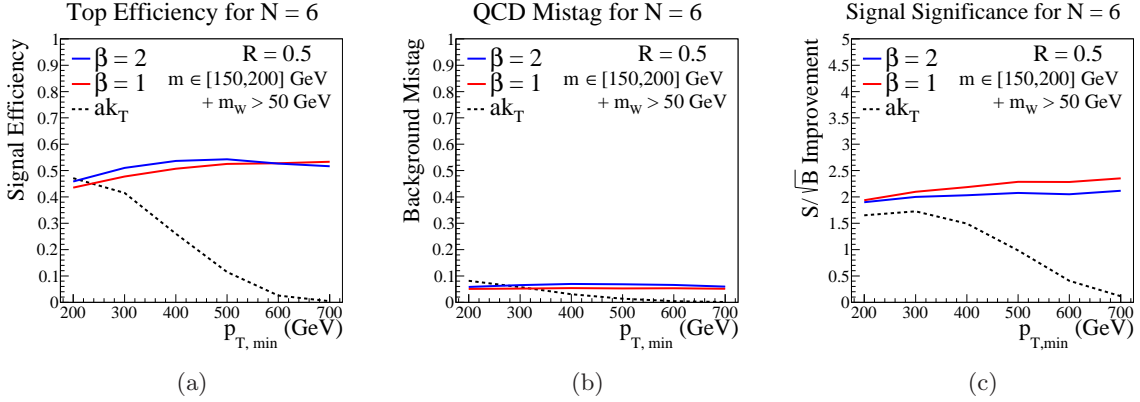 Top Efficiency for N = 6
Signal Efficiency
1
0.9
0.8
0.7
0.6
0.5
0.4
0.3
0.2
0.1
0
β = 2
β = 1
ak_T
R = 0.5
m ∈ [150,200] GeV
+ m_W > 50 GeV
200 300 400 500 600 700
p_T, min (GeV)
(a)
QCD Mistag for N = 6
Background Mistag
1
0.9
0.8
0.7
0.6
0.5
0.4
0.3
0.2
0.1
0
β = 2
β = 1
ak_T
R = 0.5
m ∈ [150,200] GeV
+ m_W > 50 GeV
200 300 400 500 600 700
p_T, min (GeV)
(b)
Signal Significance for N = 6
S/√B Improvement
5
4.5
4
3.5
3
2.5
2
1.5
1
0.5
0
β = 2
β = 1
ak_T
R = 0.5
m ∈ [150,200] GeV
+ m_W > 50 GeV
200 300 400 500 600 700
p_T,min (GeV)
(c)